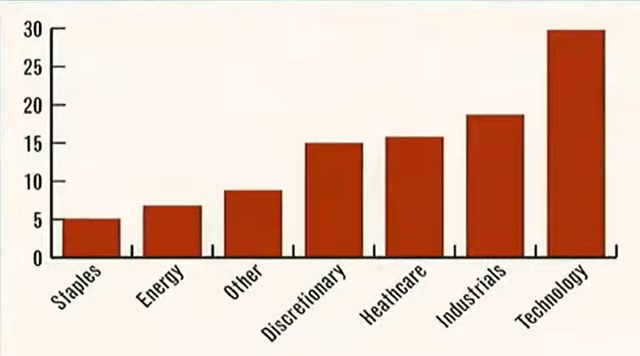 30
25
20
15
10
5
0
Staples
Energy
Other
Discretionary
Heathcare
Industrials
Technology